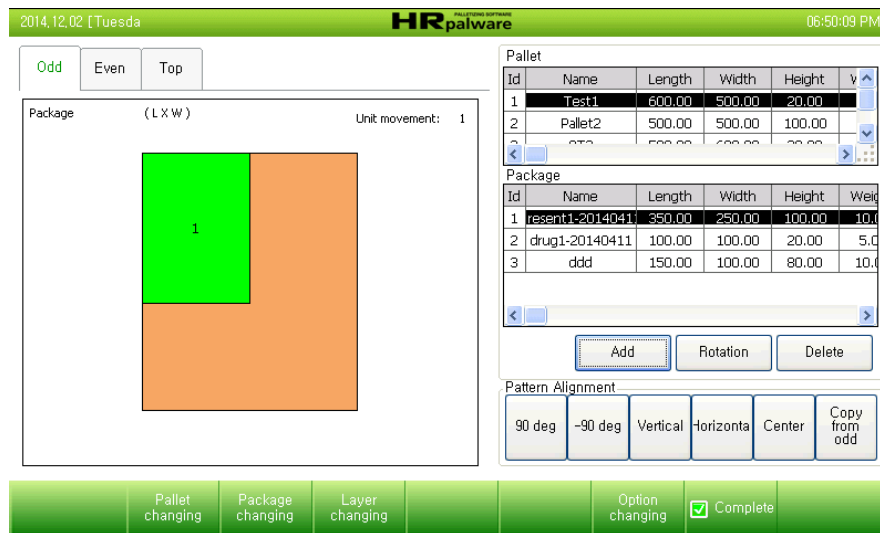 2014.12.02 [Tuesda
PALLETIZING SOFTWARE
HRpalware
06:50:09 PM
Odd
Even
Top
Package (LXW)
Unit movement: 1
1
Pallet
Id Name Length Width Height
1 Test1 600.00 500.00 20.00
2 Pallet2 500.00 500.00 100.00
Package
Id Name Length Width Height Weig
1 resent1-20140411 350.00 250.00 100.00 10.0
2 drug1-20140411 100.00 100.00 20.00 5.0
3 ddd 150.00 100.00 80.00 10.0
Add
Rotation
Delete
Pattern Alignment
90 deg
-90 deg
Vertical
Horizonta
Center
Copy
from
odd
Pallet
changing
Package
changing
Layer
changing
Option
changing
Complete